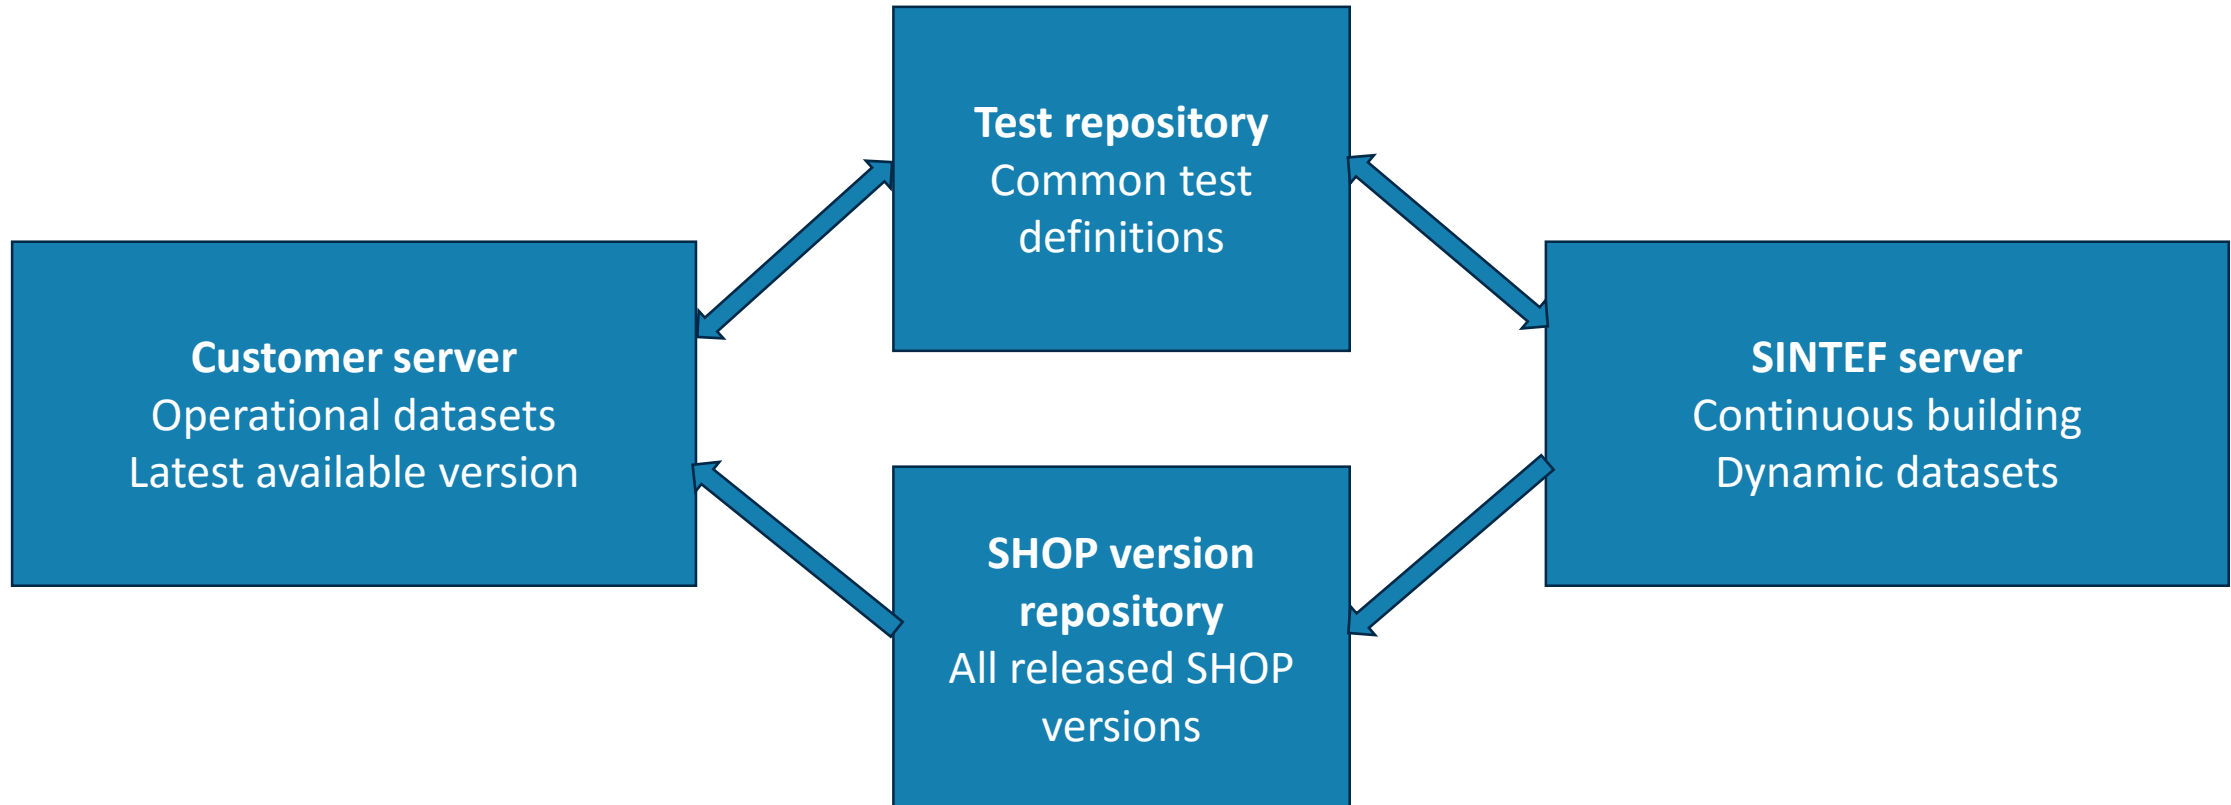 Test repository
Common test
definitions
Customer server
Operational datasets
Latest available version
SINTEF server
Continuous building
Dynamic datasets
SHOP version
repository
All released SHOP
versions